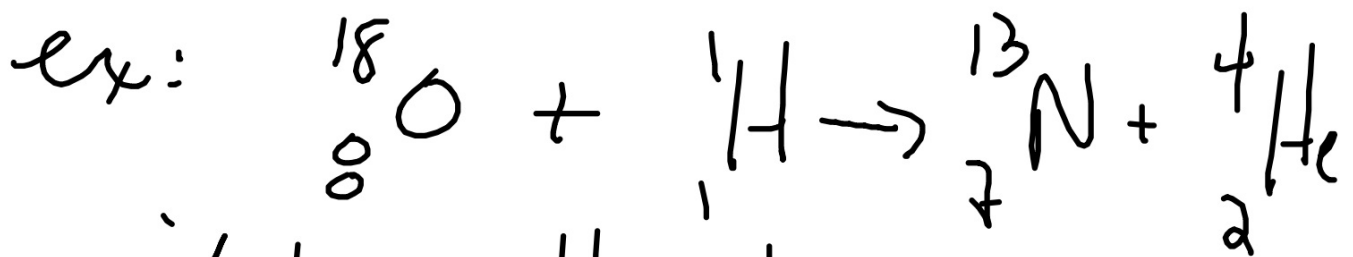 ex: ¹⁸₈O + ¹₁H → ¹³₇N + ⁴₂He